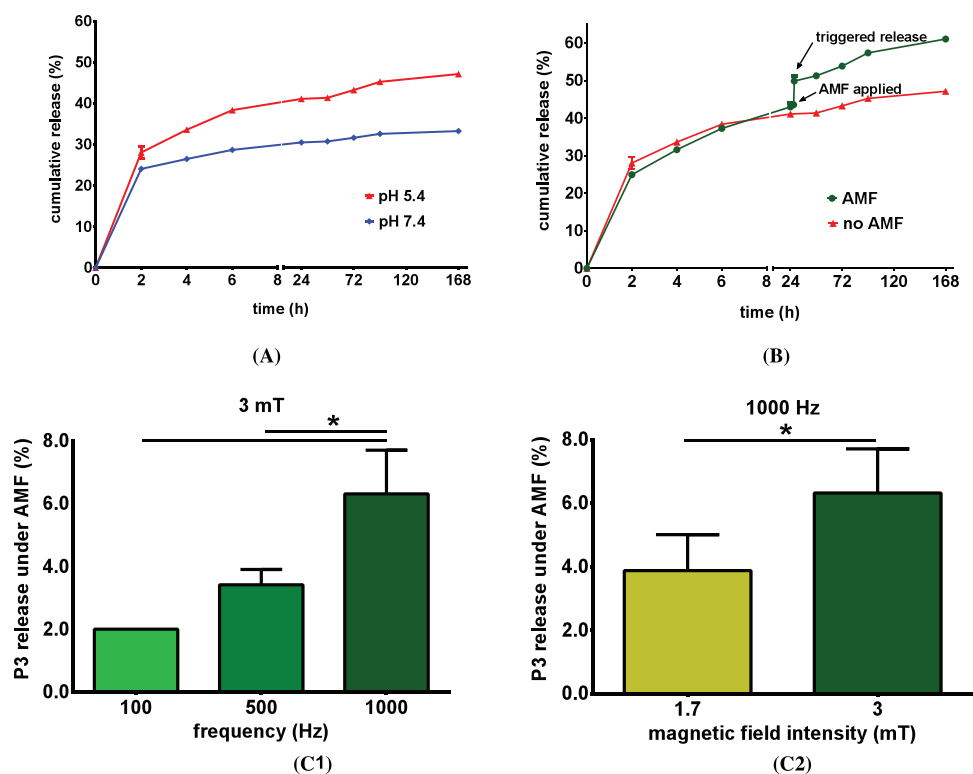 cumulative release (%)
60
50
40
30
20
10
0
pH 5.4
pH 7.4
0 2 4 6 8 24 72 120 168
time (h)
(A)
cumulative release (%)
60
50
40
30
20
10
0
triggered release
AMF applied
AMF
no AMF
0 2 4 6 8 24 72 120 168
time (h)
(B)
3 mT
*
P3 release under AMF (%)
8.0
6.0
4.0
2.0
0.0
100 500 1000
frequency (Hz)
(C1)
1000 Hz
*
P3 release under AMF (%)
8.0
6.0
4.0
2.0
0.0
1.7 3
magnetic field intensity (mT)
(C2)